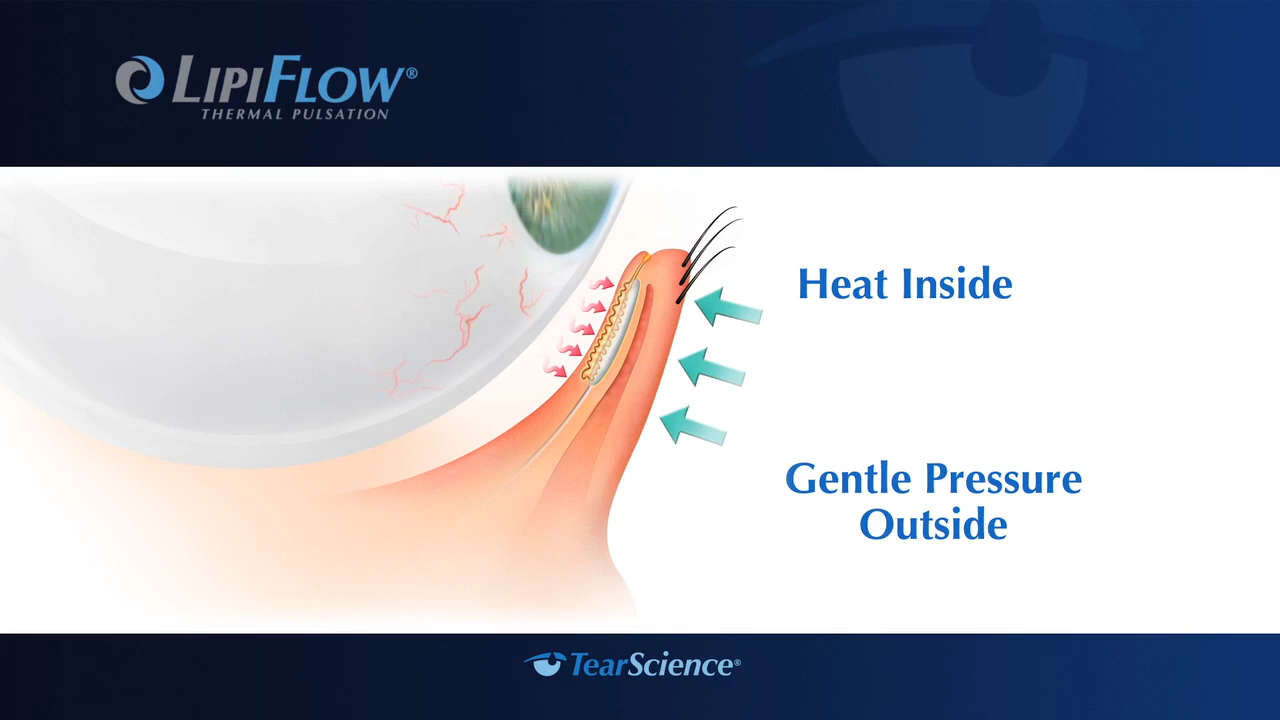 LIPIFLOW®
THERMAL PULSATION
Heat Inside
Gentle Pressure
Outside
TearScience®